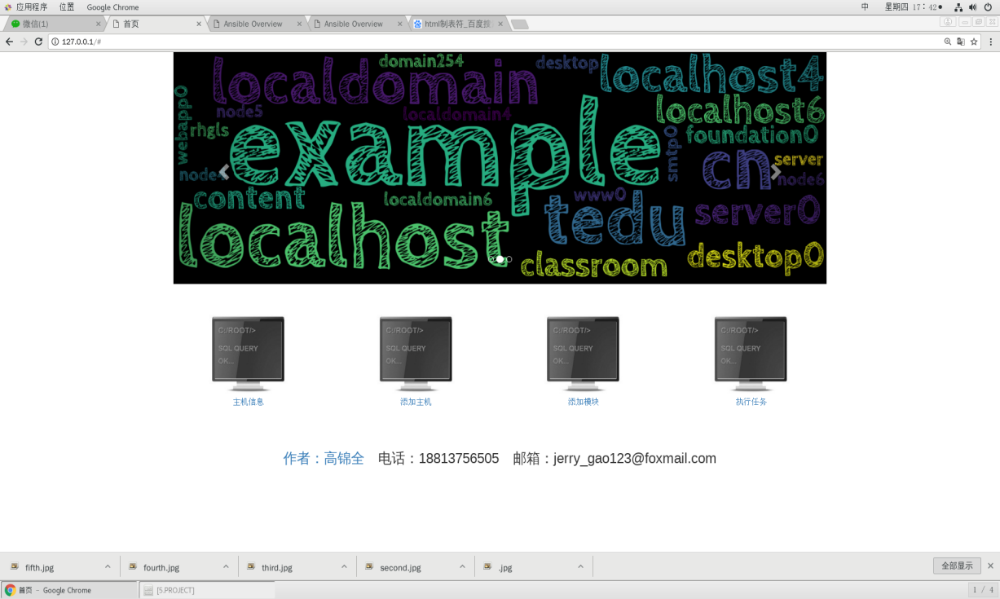 应用程序 位置 Google Chrome 中 星期四 17：42
微信(1) 首页 Ansible Overview Ansible Overview html制表符_百度搜
127.0.0.1/#
domain254 desktop
localdomain localhost4
webapp0 node5 localdomain4 localhost6
rhgls example smtp0 foundation0
node4 cn server
node6
content localdomain6 www0
localhost tedu server0
classroom desktop0
C:/ROOT/> C:/ROOT/> C:/ROOT/> C:/ROOT/>
SQL QUERY SQL QUERY SQL QUERY SQL QUERY
OK... OK... OK... OK...
主机信息 添加主机 添加模块 执行任务
作者：高锦全 电话：18813756505 邮箱：jerry_gao123@foxmail.com
fifth.jpg fourth.jpg third.jpg second.jpg .jpg 全部显示
首页 - Google Chrome [5.PROJECT] 1 / 4